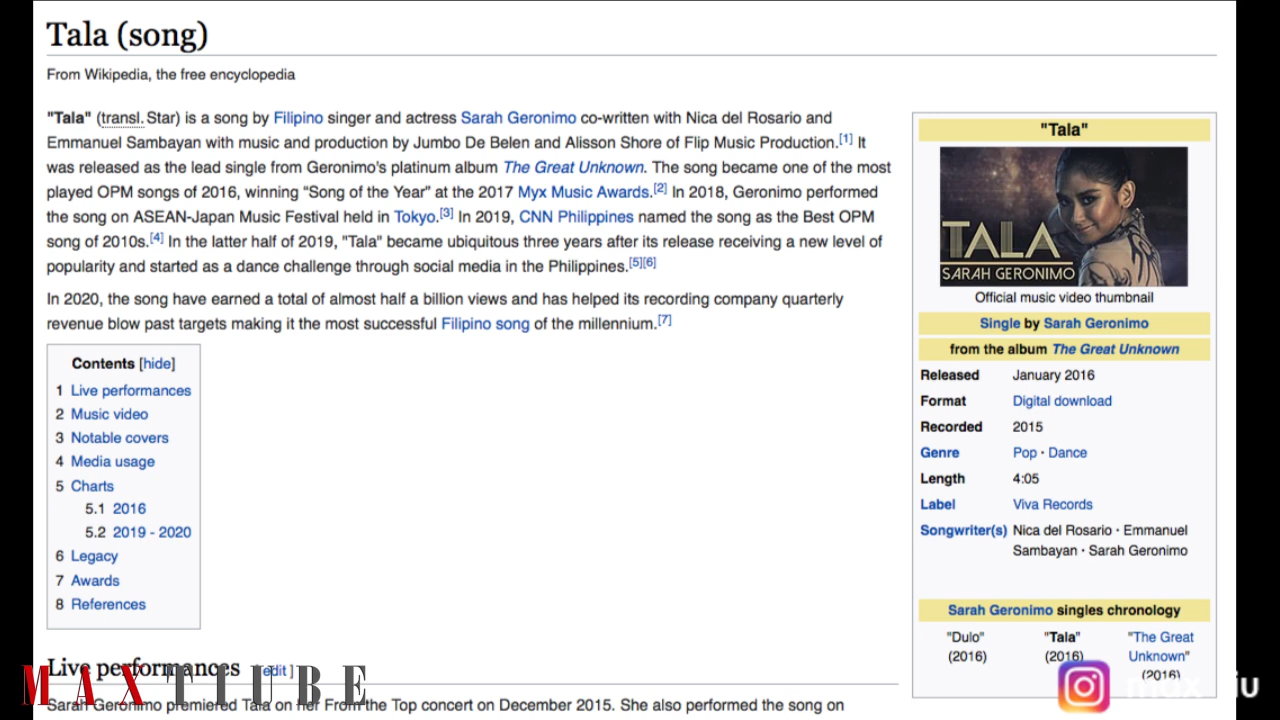 Tala (song)
From Wikipedia, the free encyclopedia
"Tala" (transl. Star) is a song by Filipino singer and actress Sarah Geronimo co-written with Nica del Rosario and
Emmanuel Sambayan with music and production by Jumbo De Belen and Alisson Shore of Flip Music Production.[1] It
was released as the lead single from Geronimo's platinum album The Great Unknown. The song became one of the most
played OPM songs of 2016, winning "Song of the Year" at the 2017 Myx Music Awards.[2] In 2018, Geronimo performed
the song on ASEAN-Japan Music Festival held in Tokyo.[3] In 2019, CNN Philippines named the song as the Best OPM
song of 2010s.[4] In the latter half of 2019, "Tala" became ubiquitous three years after its release receiving a new level of
popularity and started as a dance challenge through social media in the Philippines.[5][6]
In 2020, the song have earned a total of almost half a billion views and has helped its recording company quarterly
revenue blow past targets making it the most successful Filipino song of the millennium.[7]
Contents [hide]
1 Live performances
2 Music video
3 Notable covers
4 Media usage
5 Charts
5.1 2016
5.2 2019 - 2020
6 Legacy
7 Awards
8 References
Live performances [edit]
Sarah Geronimo premiered Tala on her From the Top concert on December 2015. She also performed the song on
"Tala"
TALA
SARAH GERONIMO
Official music video thumbnail
Single by Sarah Geronimo
from the album The Great Unknown
Released January 2016
Format Digital download
Recorded 2015
Genre Pop · Dance
Length 4:05
Label Viva Records
Songwriter(s) Nica del Rosario · Emmanuel
Sambayan · Sarah Geronimo
Sarah Geronimo singles chronology
"Dulo" "Tala" "The Great
(2016) (2016) Unknown"
(2016)
MAXTLUBE